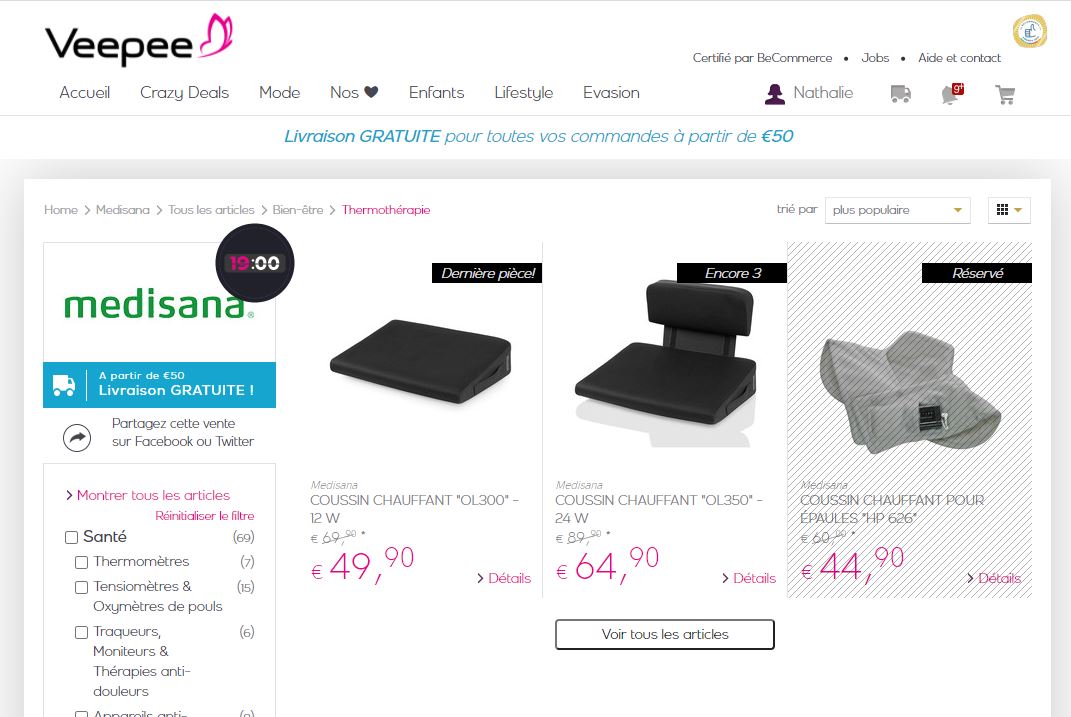 Veepee
Certifié par BeCommerce • Jobs • Aide et contact
Accueil Crazy Deals Mode Nos Enfants Lifestyle Evasion Nathalie 9+
Livraison GRATUITE pour toutes vos commandes à partir de €50
Home > Medisana > Tous les articles > Bien-être > Thermothérapie
trié par plus populaire
19:00
medisana®
A partir de €50
Livraison GRATUITE !
Partagez cette vente
sur Facebook ou Twitter
> Montrer tous les articles
Réinitialiser le filtre
Santé (69)
Thermomètres (7)
Tensiomètres & (15)
Oxymètres de pouls
Traqueurs, (6)
Moniteurs &
Thérapies anti-
douleurs
Appareils anti- (9)
Dernière pièce!
Medisana
COUSSIN CHAUFFANT "OL300" -
12 W
€ 69,90 *
€ 49,90
> Détails
Encore 3
Medisana
COUSSIN CHAUFFANT "OL350" -
24 W
€ 89,90 *
€ 64,90
> Détails
Réservé
Medisana
COUSSIN CHAUFFANT POUR
ÉPAULES "HP 626"
€ 60,00 *
€ 44,90
> Détails
Voir tous les articles